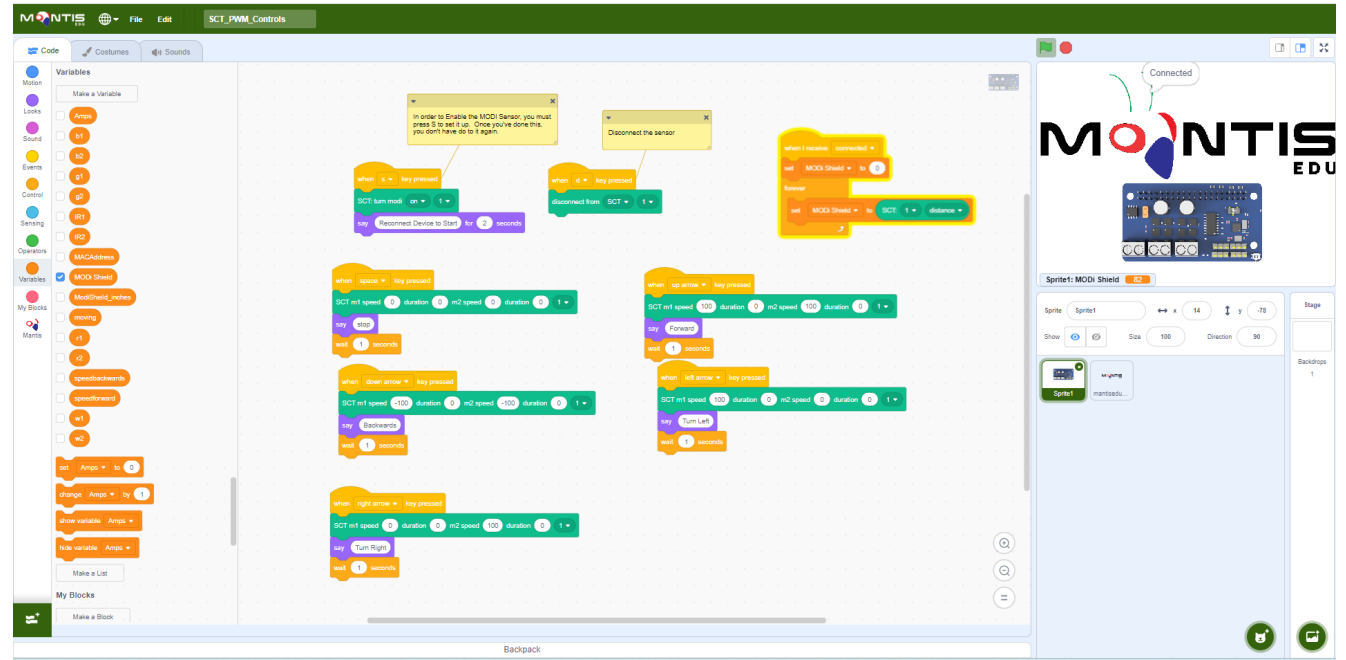 MANTIS EDU File Edit SCT_PWM_Controls
Code Costumes Sounds
Motion
Looks
Sound
Events
Control
Sensing
Operators
Variables
My Blocks
Mantis
Variables
Make a Variable
Amps
b1
b2
g1
g2
IR1
IR2
MACAddress
MODi Shield
ModiSheild_inches
moving
r1
r2
speedbackwards
speedforward
w1
w2
set Amps to 0
change Amps by 1
show variable Amps
hide variable Amps
Make a List
My Blocks
Make a Block
In order to Enable the MODI Sensor, you must
press S to set it up. Once you've done this,
you don't have do to it again.
when s key pressed
SCT: turn modi on 1
say Reconnect Device to Start for 2 seconds
Disconnect the sensor
when d key pressed
disconnect from SCT 1
when I receive connected
set MODi Shield to 0
forever
set MODi Shield to SCT: 1 distance
when space key pressed
SCT m1 speed 0 duration 0 m2 speed 0 duration 0 1
say stop
wait 1 seconds
when up arrow key pressed
SCT m1 speed 100 duration 0 m2 speed 100 duration 0 1
say Forward
wait 1 seconds
when down arrow key pressed
SCT m1 speed -100 duration 0 m2 speed -100 duration 0 1
say Backwards
wait 1 seconds
when left arrow key pressed
SCT m1 speed 100 duration 0 m2 speed 0 duration 0 1
say Turn Left
wait 1 seconds
when right arrow key pressed
SCT m1 speed 0 duration 0 m2 speed 100 duration 0 1
say Turn Right
wait 1 seconds
Backpack
Connected
MANTIS
EDU
Sprite1: MODi Shield 82
Sprite Sprite1 x 14 y -78
Show Size 100 Direction 90
Sprite1
mantisedu...
Stage
Backdrops
1